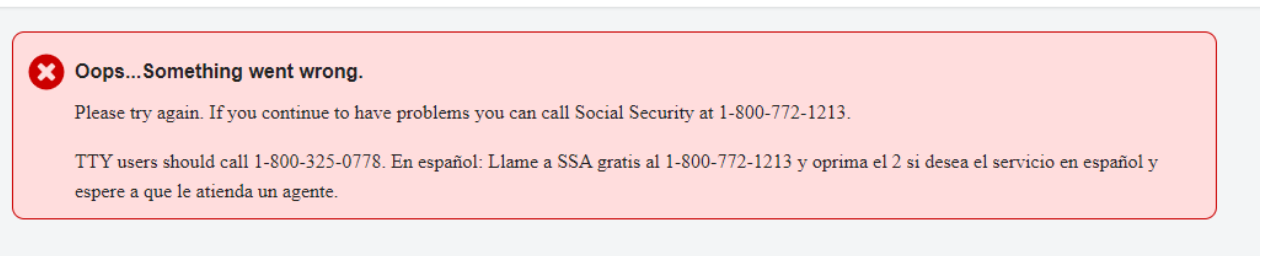 Oops...Something went wrong.
Please try again. If you continue to have problems you can call Social Security at 1-800-772-1213.
TTY users should call 1-800-325-0778. En español: Llame a SSA gratis al 1-800-772-1213 y oprima el 2 si desea el servicio en español y
espere a que le atienda un agente.